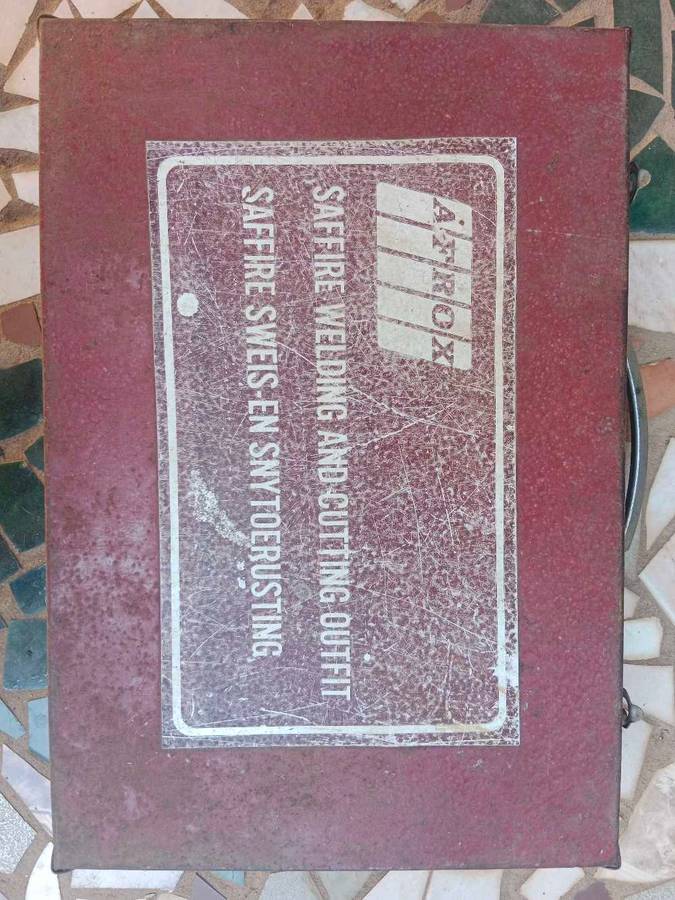 AFROX
SAFFIRE WELDING AND CUTTING OUTFIT
SAFFIRE SWEIS-EN SNYTOERUSTING